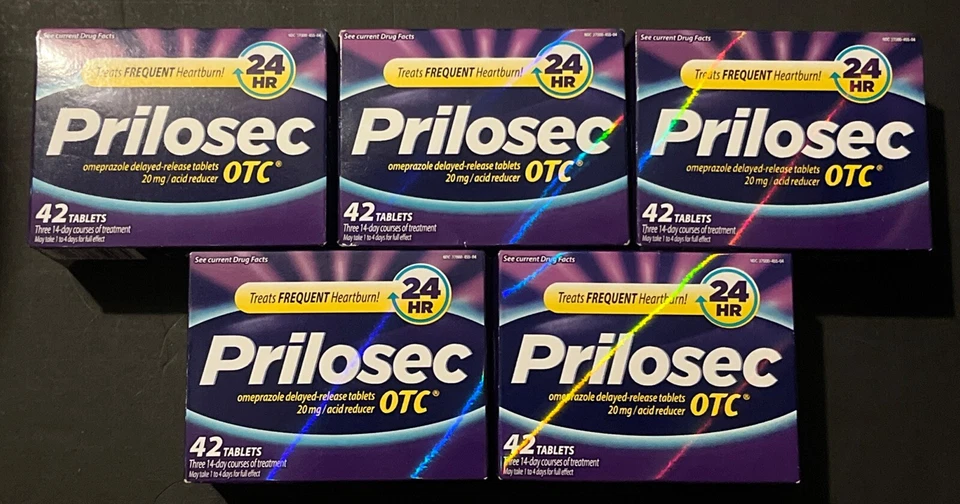 See current Drug Facts
Treats FREQUENT Heartburn!
24
HR
Prilosec
omeprazole delayed-release tablets
20 mg / acid reducer
OTC®
42 TABLETS
Three 14-day courses of treatment
May take 1 to 4 days for full effect
See current Drug Facts
Treats FREQUENT Heartburn!
24
HR
Prilosec
omeprazole delayed-release tablets
20 mg / acid reducer
OTC®
42 TABLETS
Three 14-day courses of treatment
May take 1 to 4 days for full effect
See current Drug Facts
Treats FREQUENT Heartburn!
24
HR
Prilosec
omeprazole delayed-release tablets
20 mg / acid reducer
OTC®
42 TABLETS
Three 14-day courses of treatment
May take 1 to 4 days for full effect
See current Drug Facts
Treats FREQUENT Heartburn!
24
HR
Prilosec
omeprazole delayed-release tablets
20 mg / acid reducer
OTC®
42 TABLETS
Three 14-day courses of treatment
May take 1 to 4 days for full effect
See current Drug Facts
Treats FREQUENT Heartburn!
24
HR
Prilosec
omeprazole delayed-release tablets
20 mg / acid reducer
OTC®
42 TABLETS
Three 14-day courses of treatment
May take 1 to 4 days for full effect